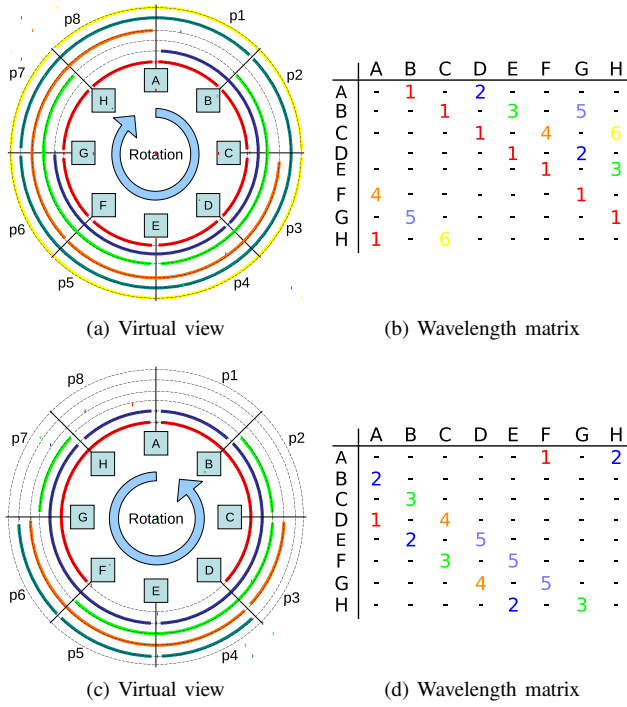 p8 p1
p7 p2
A
H B
G Rotation C
F D
E
p6 p3
p5 p4
(a) Virtual view
A B C D E F G H
A - 1 - 2 - - - -
B - - 1 - 3 - 5 -
C - - - 1 - 4 - 6
D - - - - 1 - 2 -
E - - - - - 1 - 3
F 4 - - - - - 1 -
G - 5 - - - - - 1
H 1 - 6 - - - - -
(b) Wavelength matrix
p8 p1
p7 p2
A
H B
G Rotation C
F D
E
p6 p3
p5 p4
(c) Virtual view
A B C D E F G H
A - - - - - 1 - 2
B 2 - - - - - - -
C - 3 - - - - - -
D 1 - 4 - - - - -
E - 2 - 5 - - - -
F - - 3 - 5 - - -
G - - - 4 - 5 - -
H - - - - 2 - 3 -
(d) Wavelength matrix